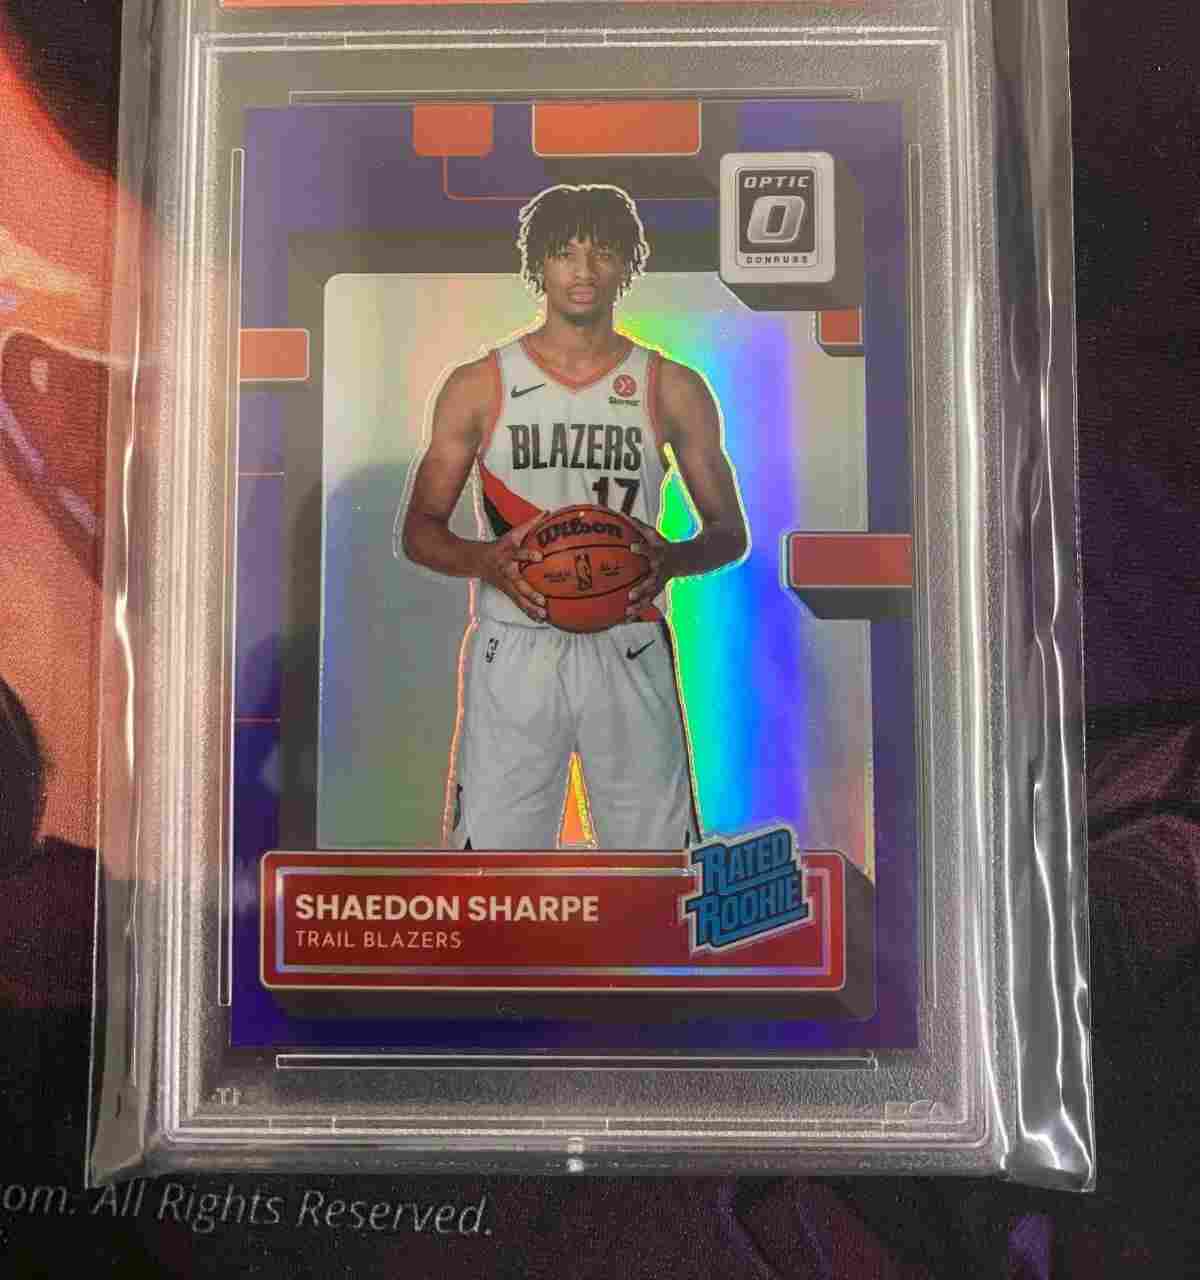 OPTIC
O
DONRUSS
BLAZERS
17
Wilson
SHAEDON SHARPE
TRAIL BLAZERS
RATED
ROOKIE
om. All Rights Reserved.